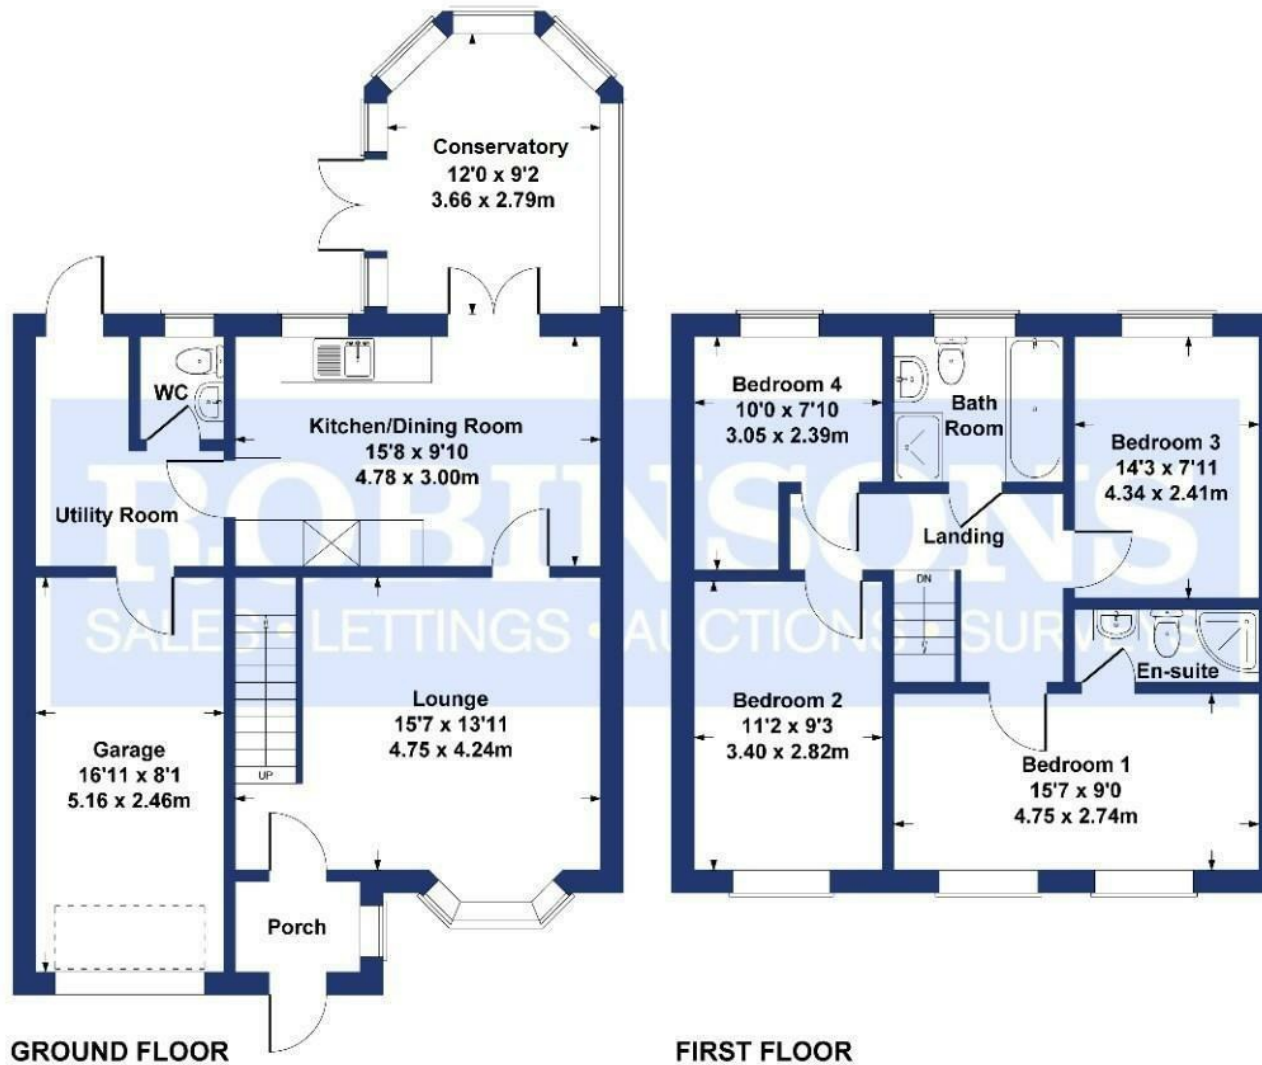 Conservatory
12'0 x 9'2
3.66 x 2.79m
WC
Kitchen/Dining Room
15'8 x 9'10
4.78 x 3.00m
Utility Room
UP
Lounge
15'7 x 13'11
4.75 x 4.24m
Garage
16'11 x 8'1
5.16 x 2.46m
Porch
GROUND FLOOR
Bedroom 4
10'0 x 7'10
3.05 x 2.39m
Bath
Room
Bedroom 3
14'3 x 7'11
4.34 x 2.41m
Landing
DN
En-suite
Bedroom 2
11'2 x 9'3
3.40 x 2.82m
Bedroom 1
15'7 x 9'0
4.75 x 2.74m
FIRST FLOOR
ROBINSONS
SALES • LETTINGS • AUCTIONS • SURVEYS